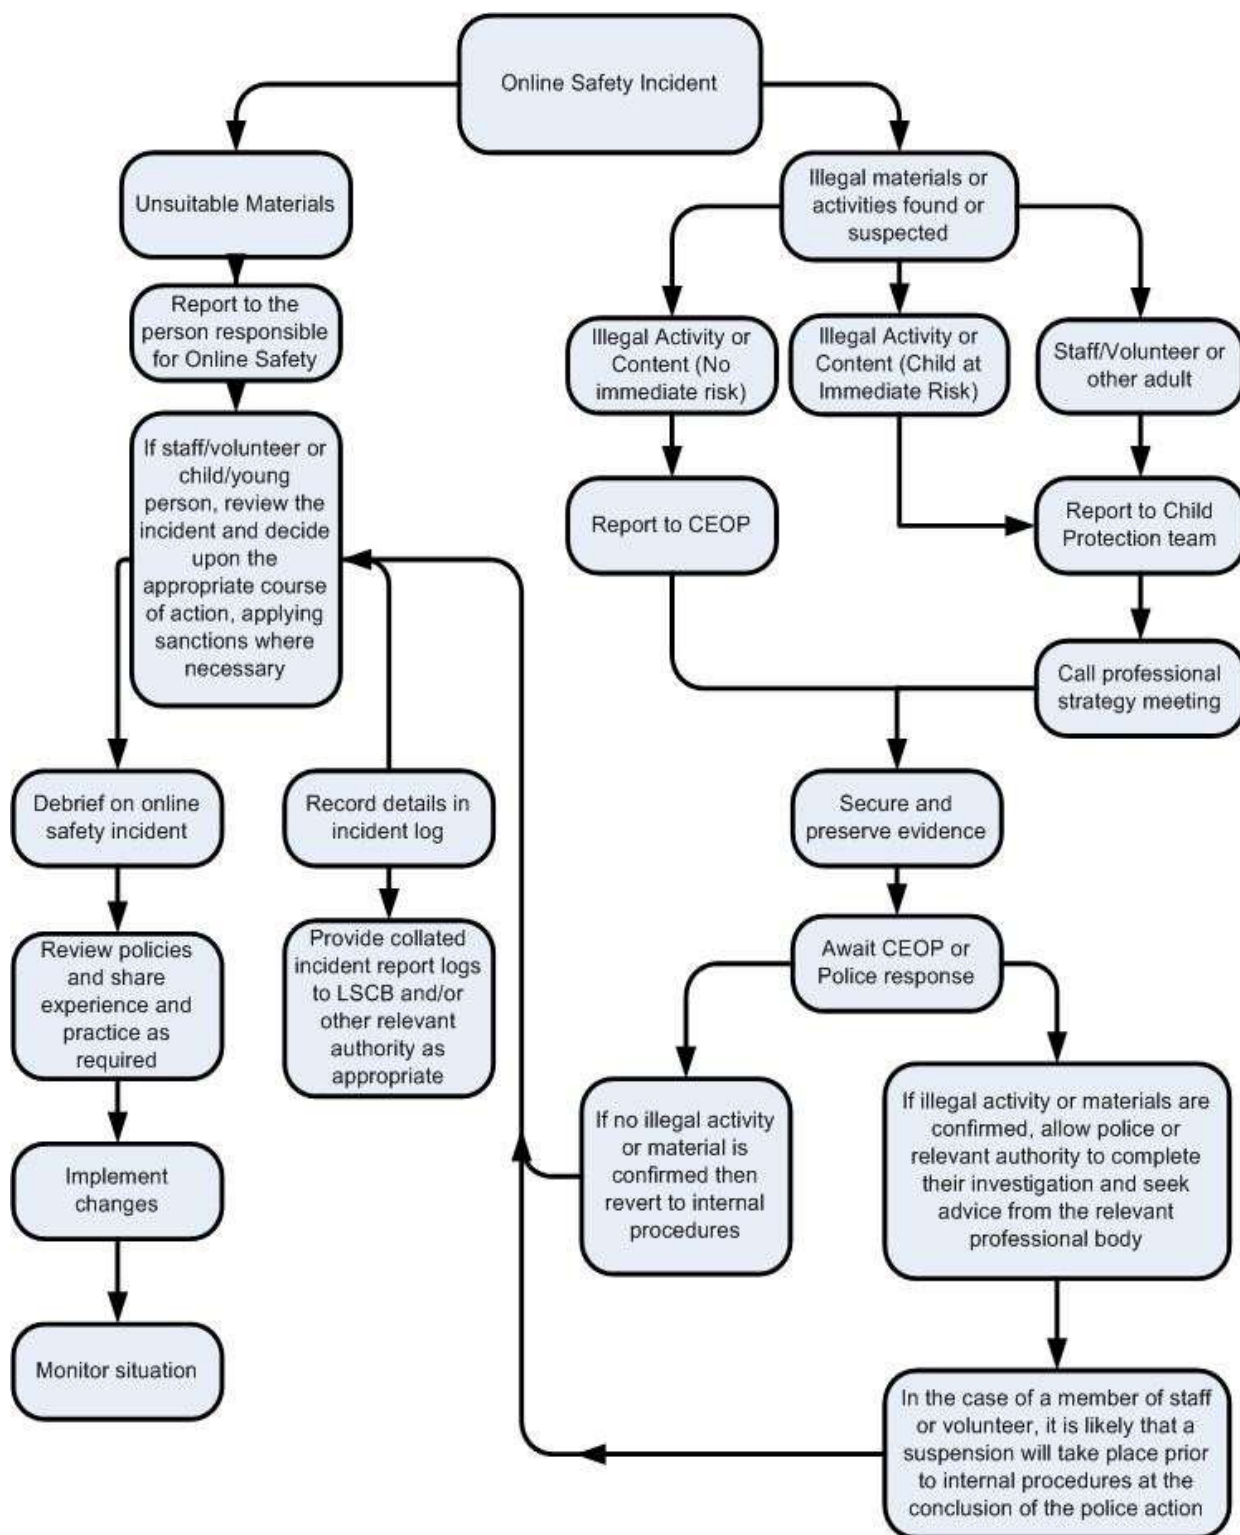 Online Safety Incident
Unsuitable Materials
Illegal materials or
activities found or
suspected
Report to the
person responsible
for Online Safety
Illegal Activity or
Content (No
immediate risk)
Illegal Activity or
Content (Child at
Immediate Risk)
Staff/Volunteer or
other adult
If staff/volunteer or
child/young
person, review the
incident and decide
upon the
appropriate course
of action, applying
sanctions where
necessary
Report to CEOP
Report to Child
Protection team
Call professional
strategy meeting
Debrief on online
safety incident
Record details in
incident log
Secure and
preserve evidence
Review policies
and share
experience and
practice as
required
Provide collated
incident report logs
to LSCB and/or
other relevant
authority as
appropriate
Await CEOP or
Police response
If no illegal activity
or material is
confirmed then
revert to internal
procedures
If illegal activity or materials are
confirmed, allow police or
relevant authority to complete
their investigation and seek
advice from the relevant
professional body
Implement
changes
Monitor situation
In the case of a member of staff
or volunteer, it is likely that a
suspension will take place prior
to internal procedures at the
conclusion of the police action